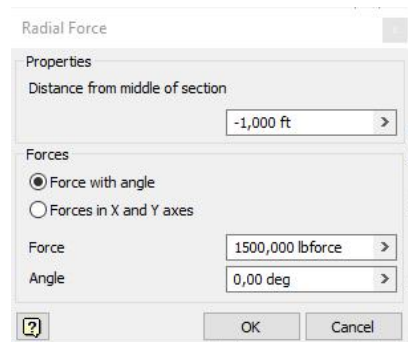 Radial Force
Properties
Distance from middle of section
-1,000 ft
Forces
Force with angle
Forces in X and Y axes
Force 1500,000 lbforce
Angle 0,00 deg
OK Cancel